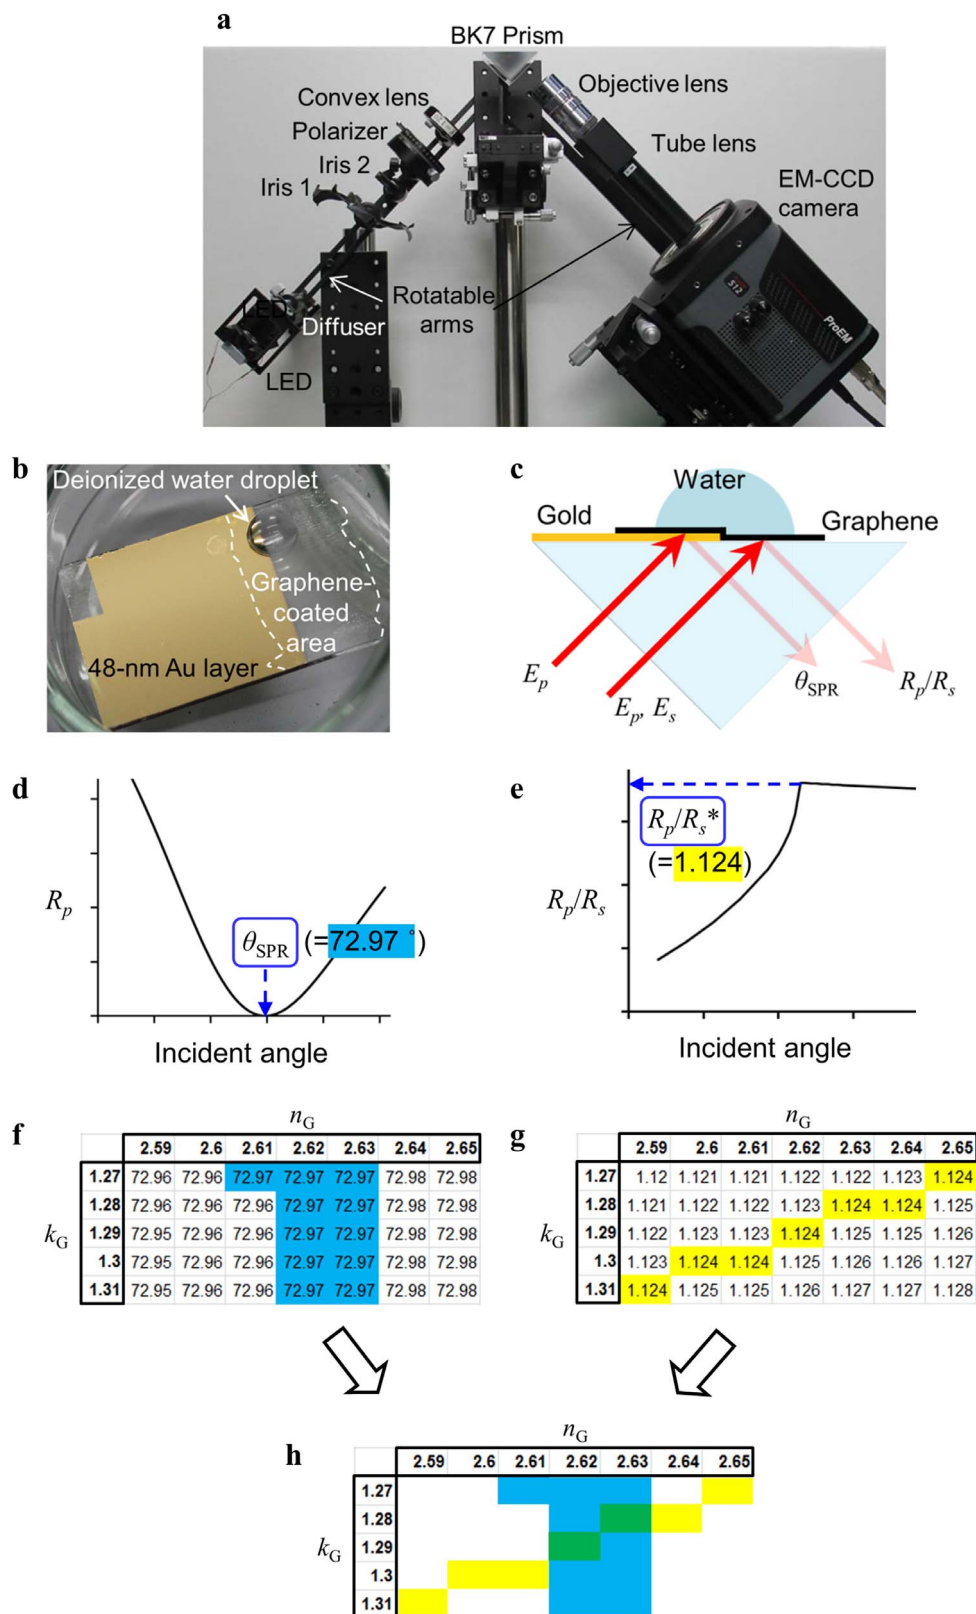 a
BK7 Prism
Objective lens
Convex lens
Polarizer
Tube lens
Iris 2
Iris 1
EM-CCD
camera
Rotatable
arms
Diffuser
LED
LED
512
ProEM
b
Deionized water droplet
Graphene-
coated
area
48-nm Au layer
c
Water
Gold
Graphene
Ep
Ep, Es
θSPR
Rp/Rs
d
Rp
θSPR (=72.97 °)
Incident angle
e
Rp/Rs*
(=1.124)
Rp/Rs
Incident angle
f
nG
2.59 2.6 2.61 2.62 2.63 2.64 2.65
kG
1.27 72.96 72.96 72.97 72.97 72.97 72.98 72.98
1.28 72.96 72.96 72.96 72.97 72.97 72.98 72.98
1.29 72.95 72.96 72.96 72.97 72.97 72.98 72.98
1.3 72.95 72.96 72.96 72.97 72.97 72.98 72.98
1.31 72.95 72.96 72.96 72.97 72.97 72.98 72.98
g
nG
2.59 2.6 2.61 2.62 2.63 2.64 2.65
kG
1.27 1.12 1.121 1.121 1.122 1.122 1.123 1.124
1.28 1.121 1.122 1.122 1.123 1.124 1.124 1.125
1.29 1.122 1.123 1.123 1.124 1.125 1.125 1.126
1.3 1.123 1.124 1.124 1.125 1.126 1.126 1.127
1.31 1.124 1.125 1.125 1.126 1.127 1.127 1.128
h
nG
2.59 2.6 2.61 2.62 2.63 2.64 2.65
kG
1.27
1.28
1.29
1.3
1.31